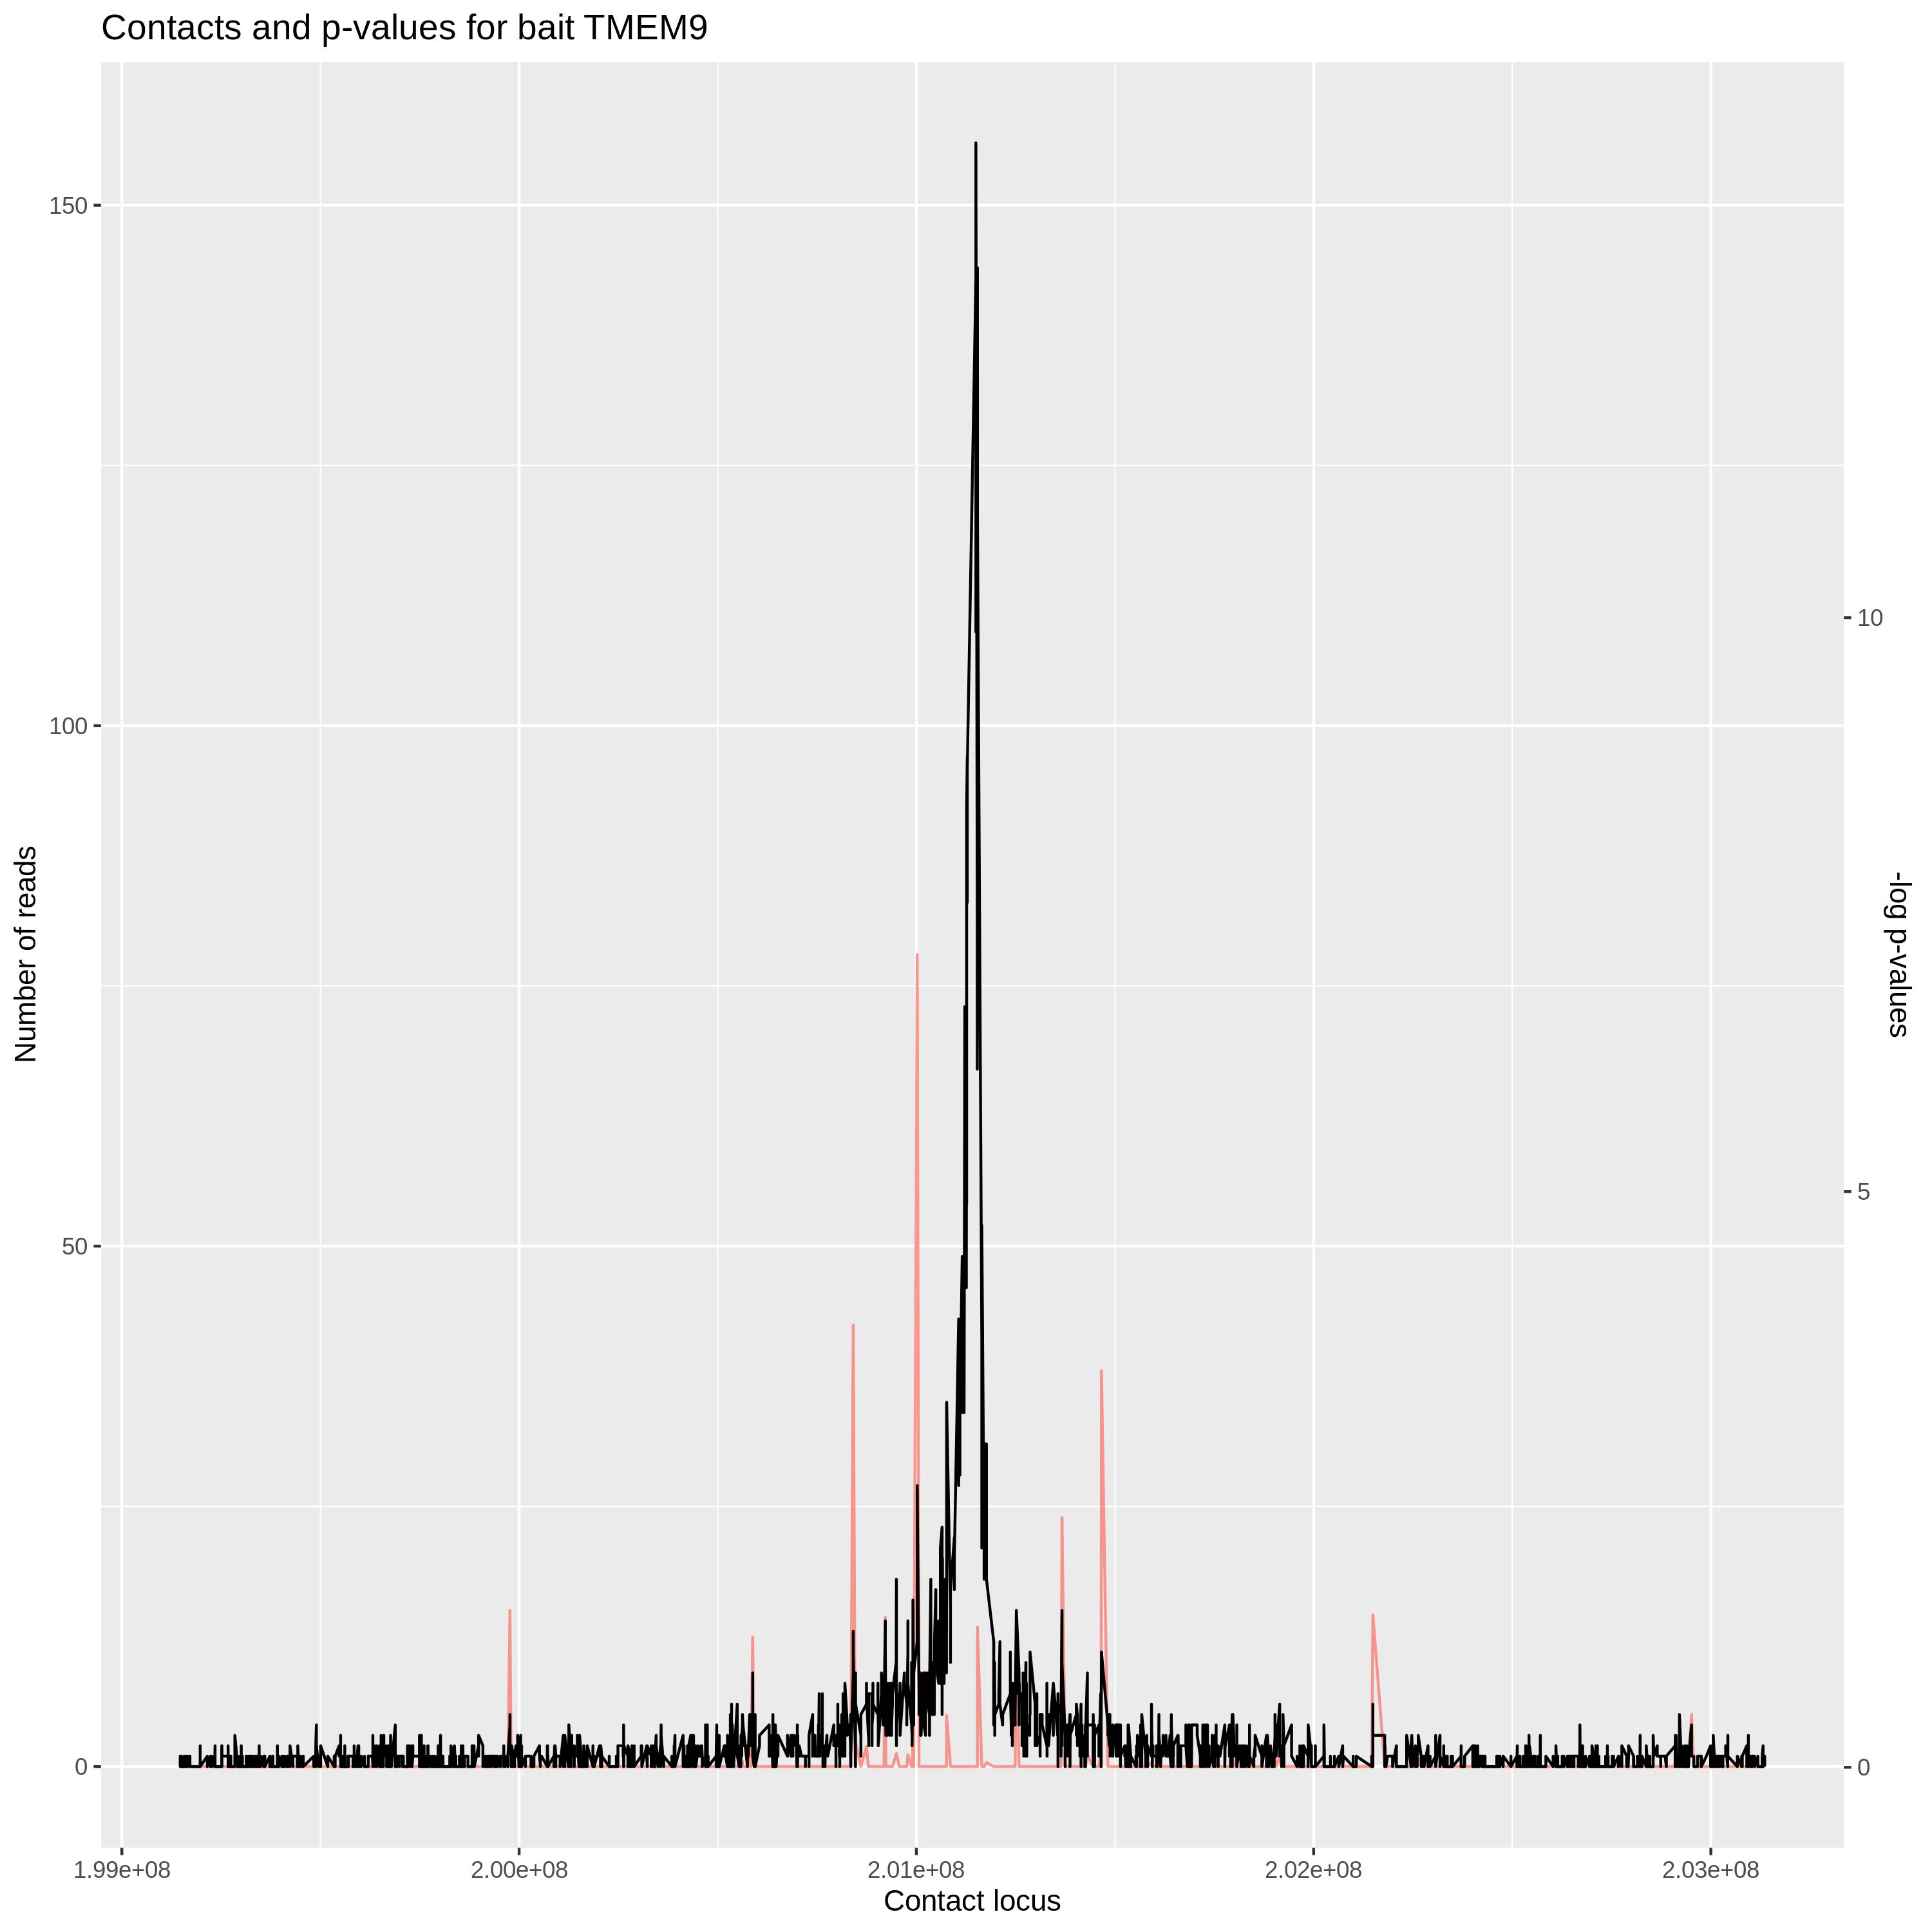 Contacts and p-values for bait TMEM9
150
100
50
0
Number of reads
10
5
0
-log p-values
1.99e+08
2.00e+08
2.01e+08
2.02e+08
2.03e+08
Contact locus